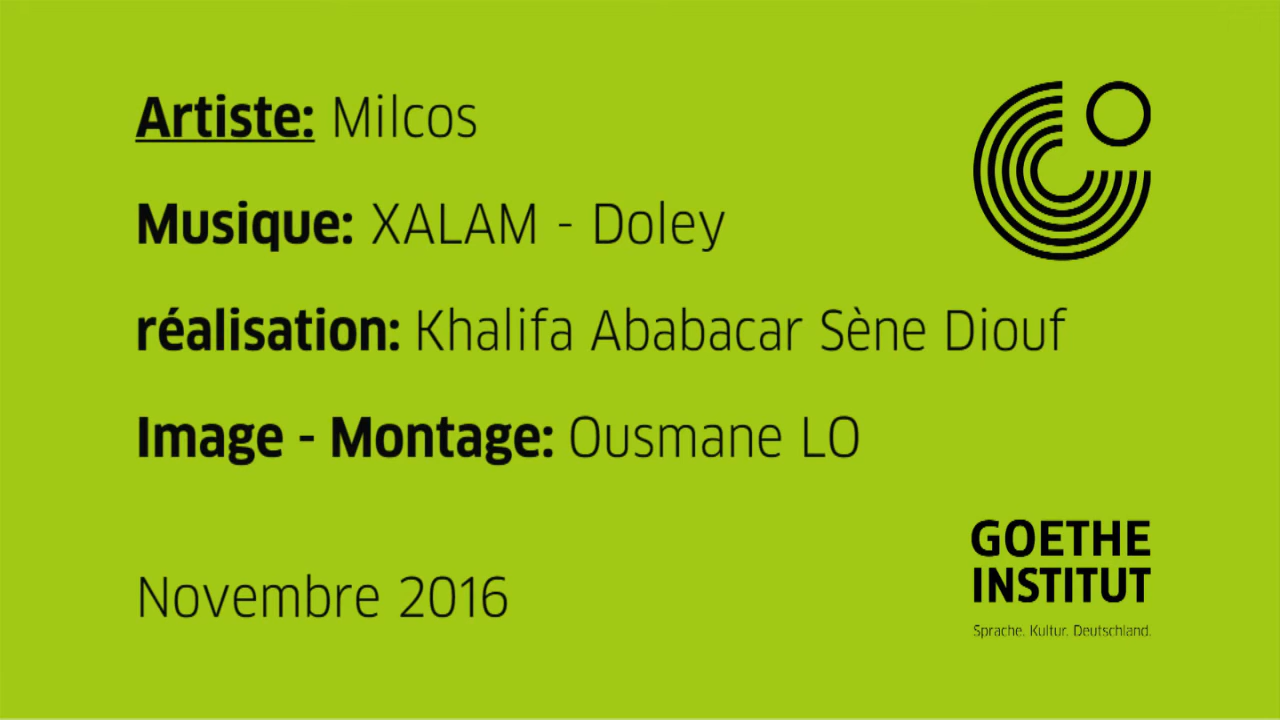 Artiste: Milcos
Musique: XALAM - Doley
réalisation: Khalifa Ababacar Sène Diouf
Image - Montage: Ousmane LO
Novembre 2016
GOETHE
INSTITUT
Sprache. Kultur. Deutschland.